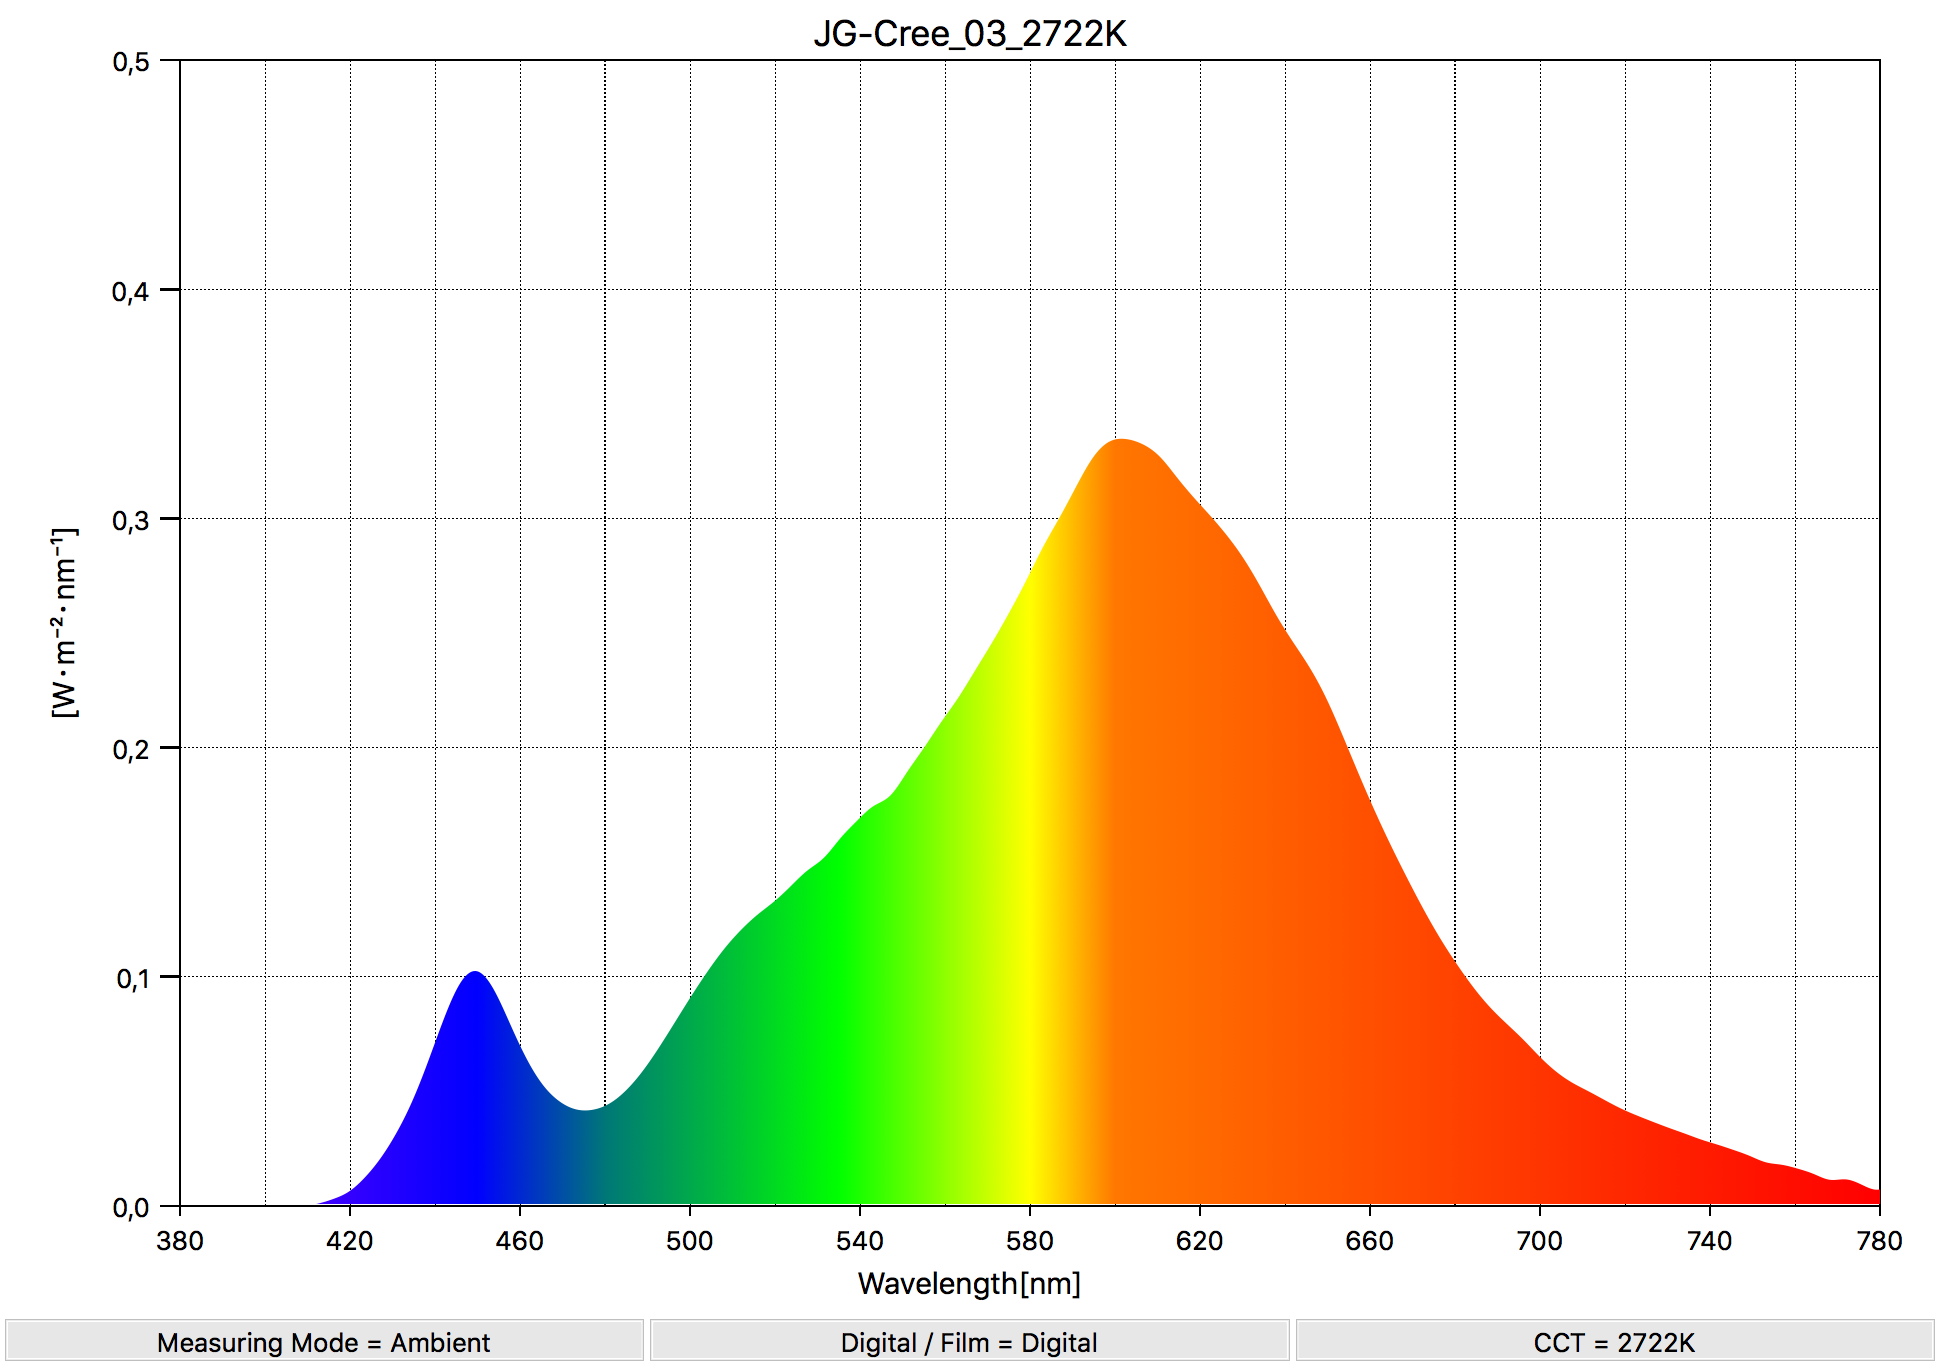 JG-Cree_03_2722K
0,5
0,4
0,3
0,2
0,1
0,0
[W·m⁻²·nm⁻¹]
380 420 460 500 540 580 620 660 700 740 780
Wavelength[nm]
Measuring Mode = Ambient
Digital / Film = Digital
CCT = 2722K